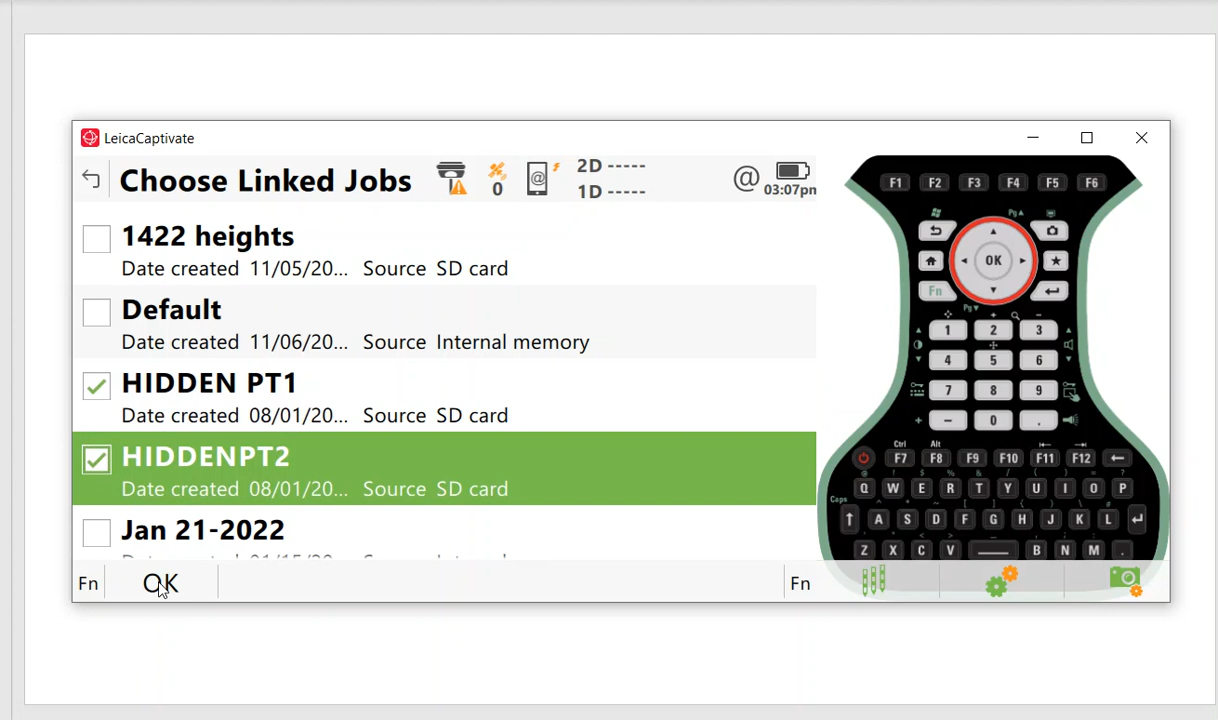 LeicaCaptivate
Choose Linked Jobs
0
@
2D -----
1D -----
@
03:07pm
1422 heights
Date created 11/05/20... Source SD card
Default
Date created 11/06/20... Source Internal memory
HIDDEN PT1
Date created 08/01/20... Source SD card
HIDDENPT2
Date created 08/01/20... Source SD card
Jan 21-2022
Fn OK Fn
F1 F2 F3 F4 F5 F6
Pg
OK
Fn
Pg
1 2 3
4 5 6
7 8 9
- 0 .
Ctrl Alt
F7 F8 F9 F10 F11 F12
Q W E R T Y U I O P
Caps
A S D F G H J K L
Z X C V B N M .